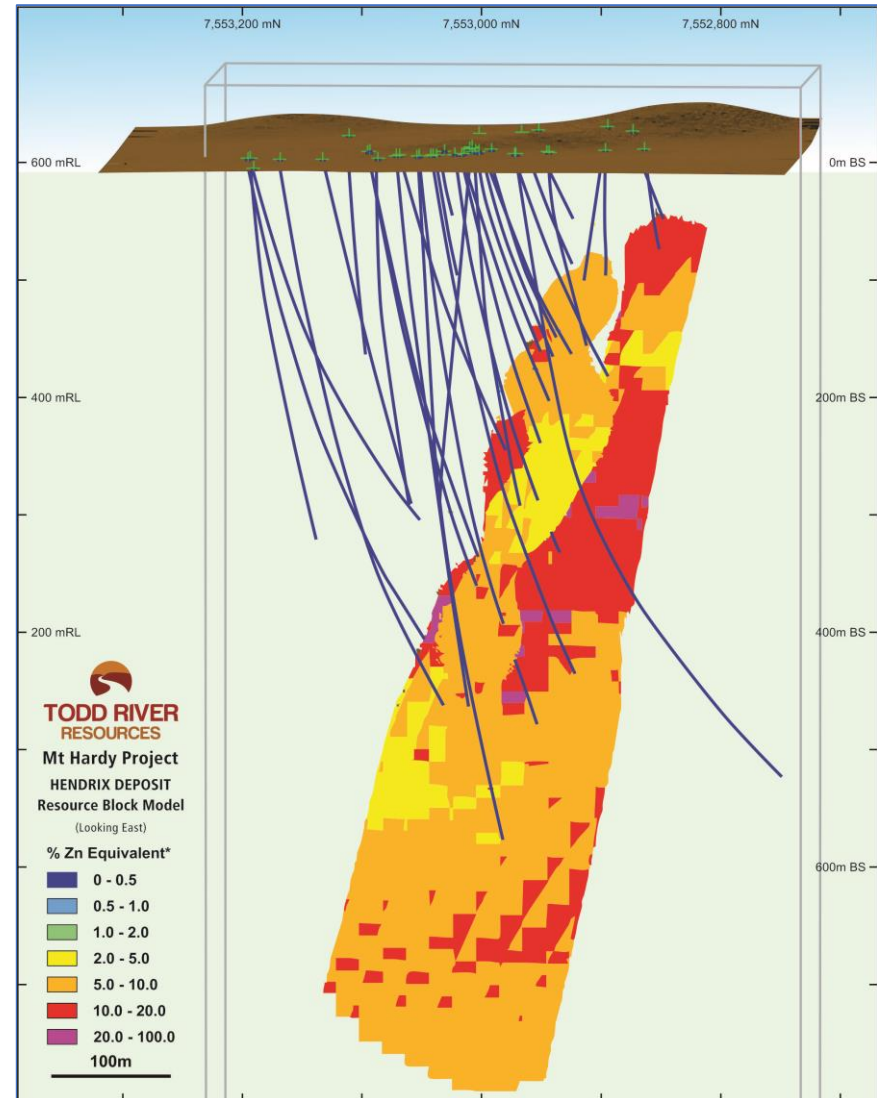 7,553,200 mN 7,553,000 mN 7,552,800 mN
600 mRL 0m BS
400 mRL 200m BS
200 mRL 400m BS
600m BS
TODD RIVER
RESOURCES
Mt Hardy Project
HENDRIX DEPOSIT
Resource Block Model
(Looking East)
% Zn Equivalent*
0 - 0.5
0.5 - 1.0
1.0 - 2.0
2.0 - 5.0
5.0 - 10.0
10.0 - 20.0
20.0 - 100.0
100m